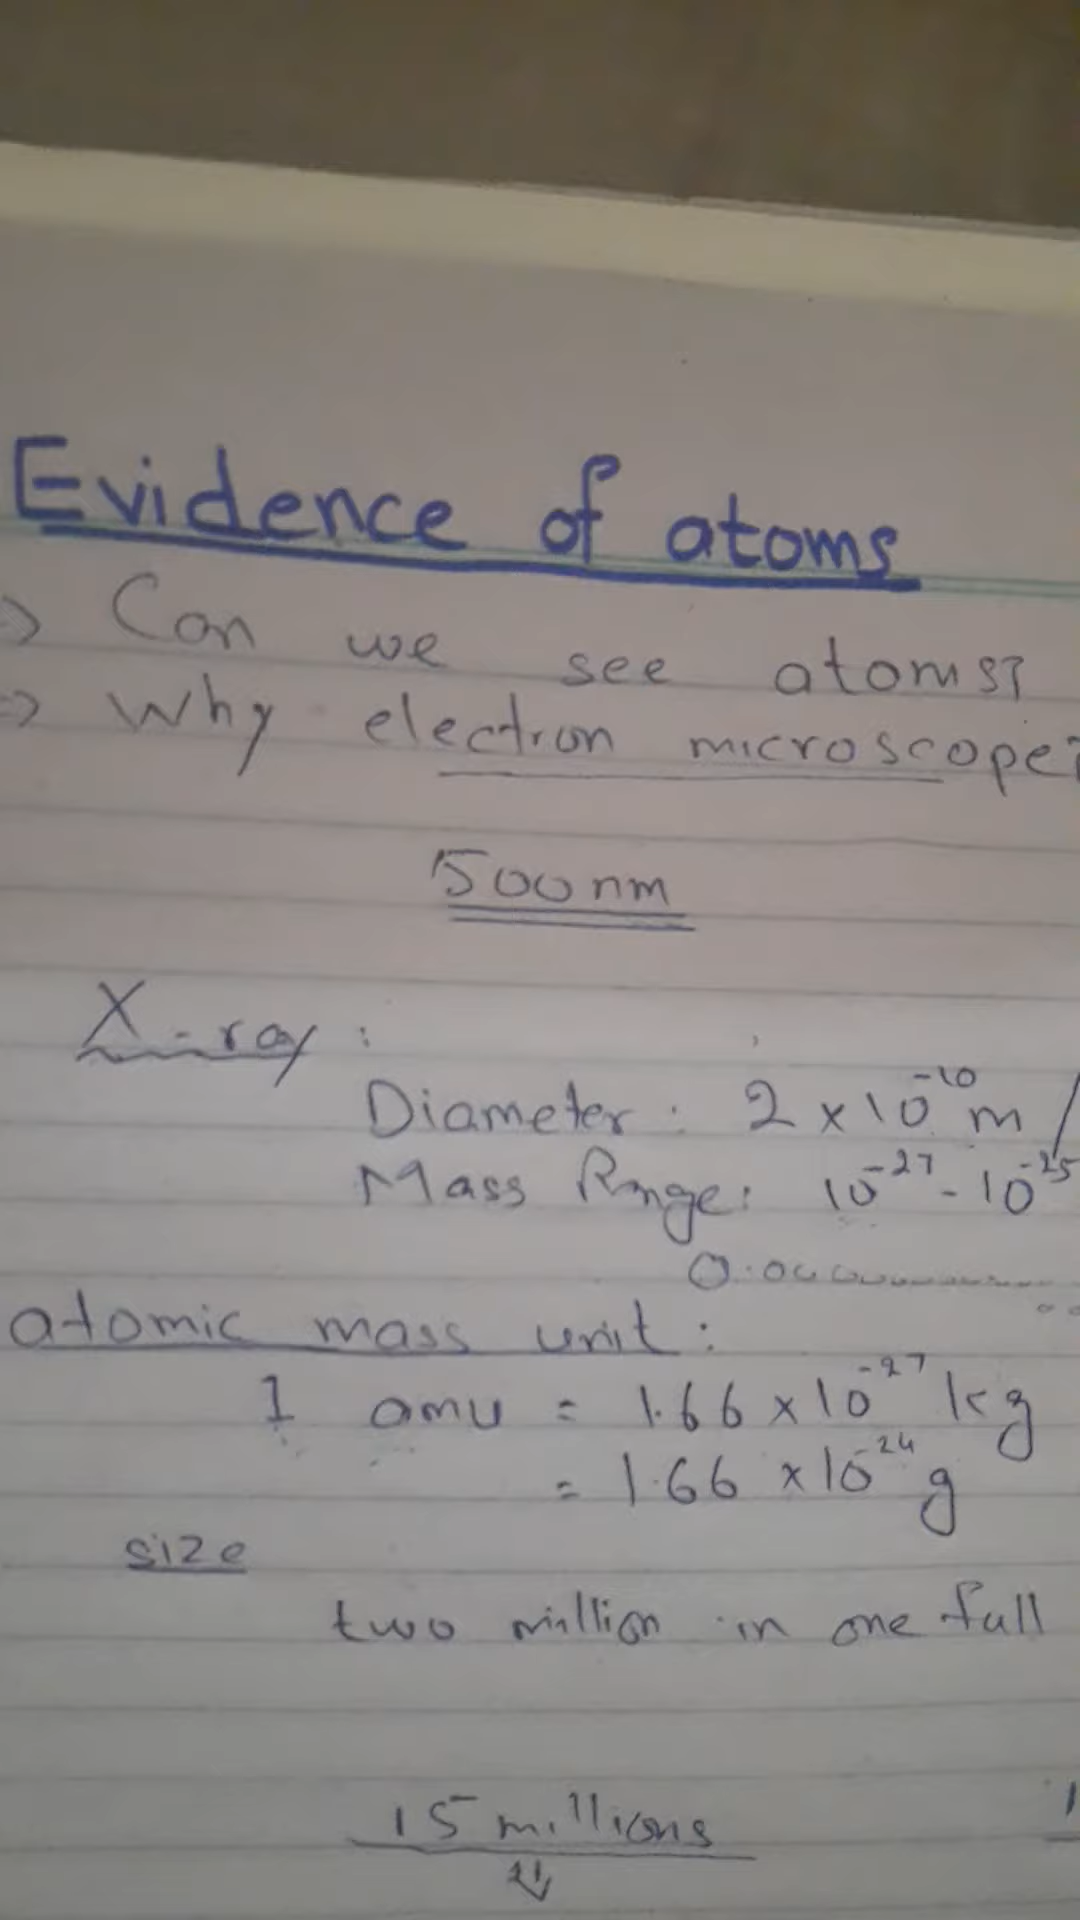 Evidence of atoms
=> Can we see atoms?
=> Why electron microscope?
500 nm
X-ray :
Diameter : 2 x 10⁻¹⁰ m /
Mass Range: 10⁻²⁷ - 10⁻²⁵
atomic mass unit :
1 amu = 1.66 x 10⁻²⁷ kg
= 1.66 x 10⁻²⁴ g
size
two million in one full
15 millions